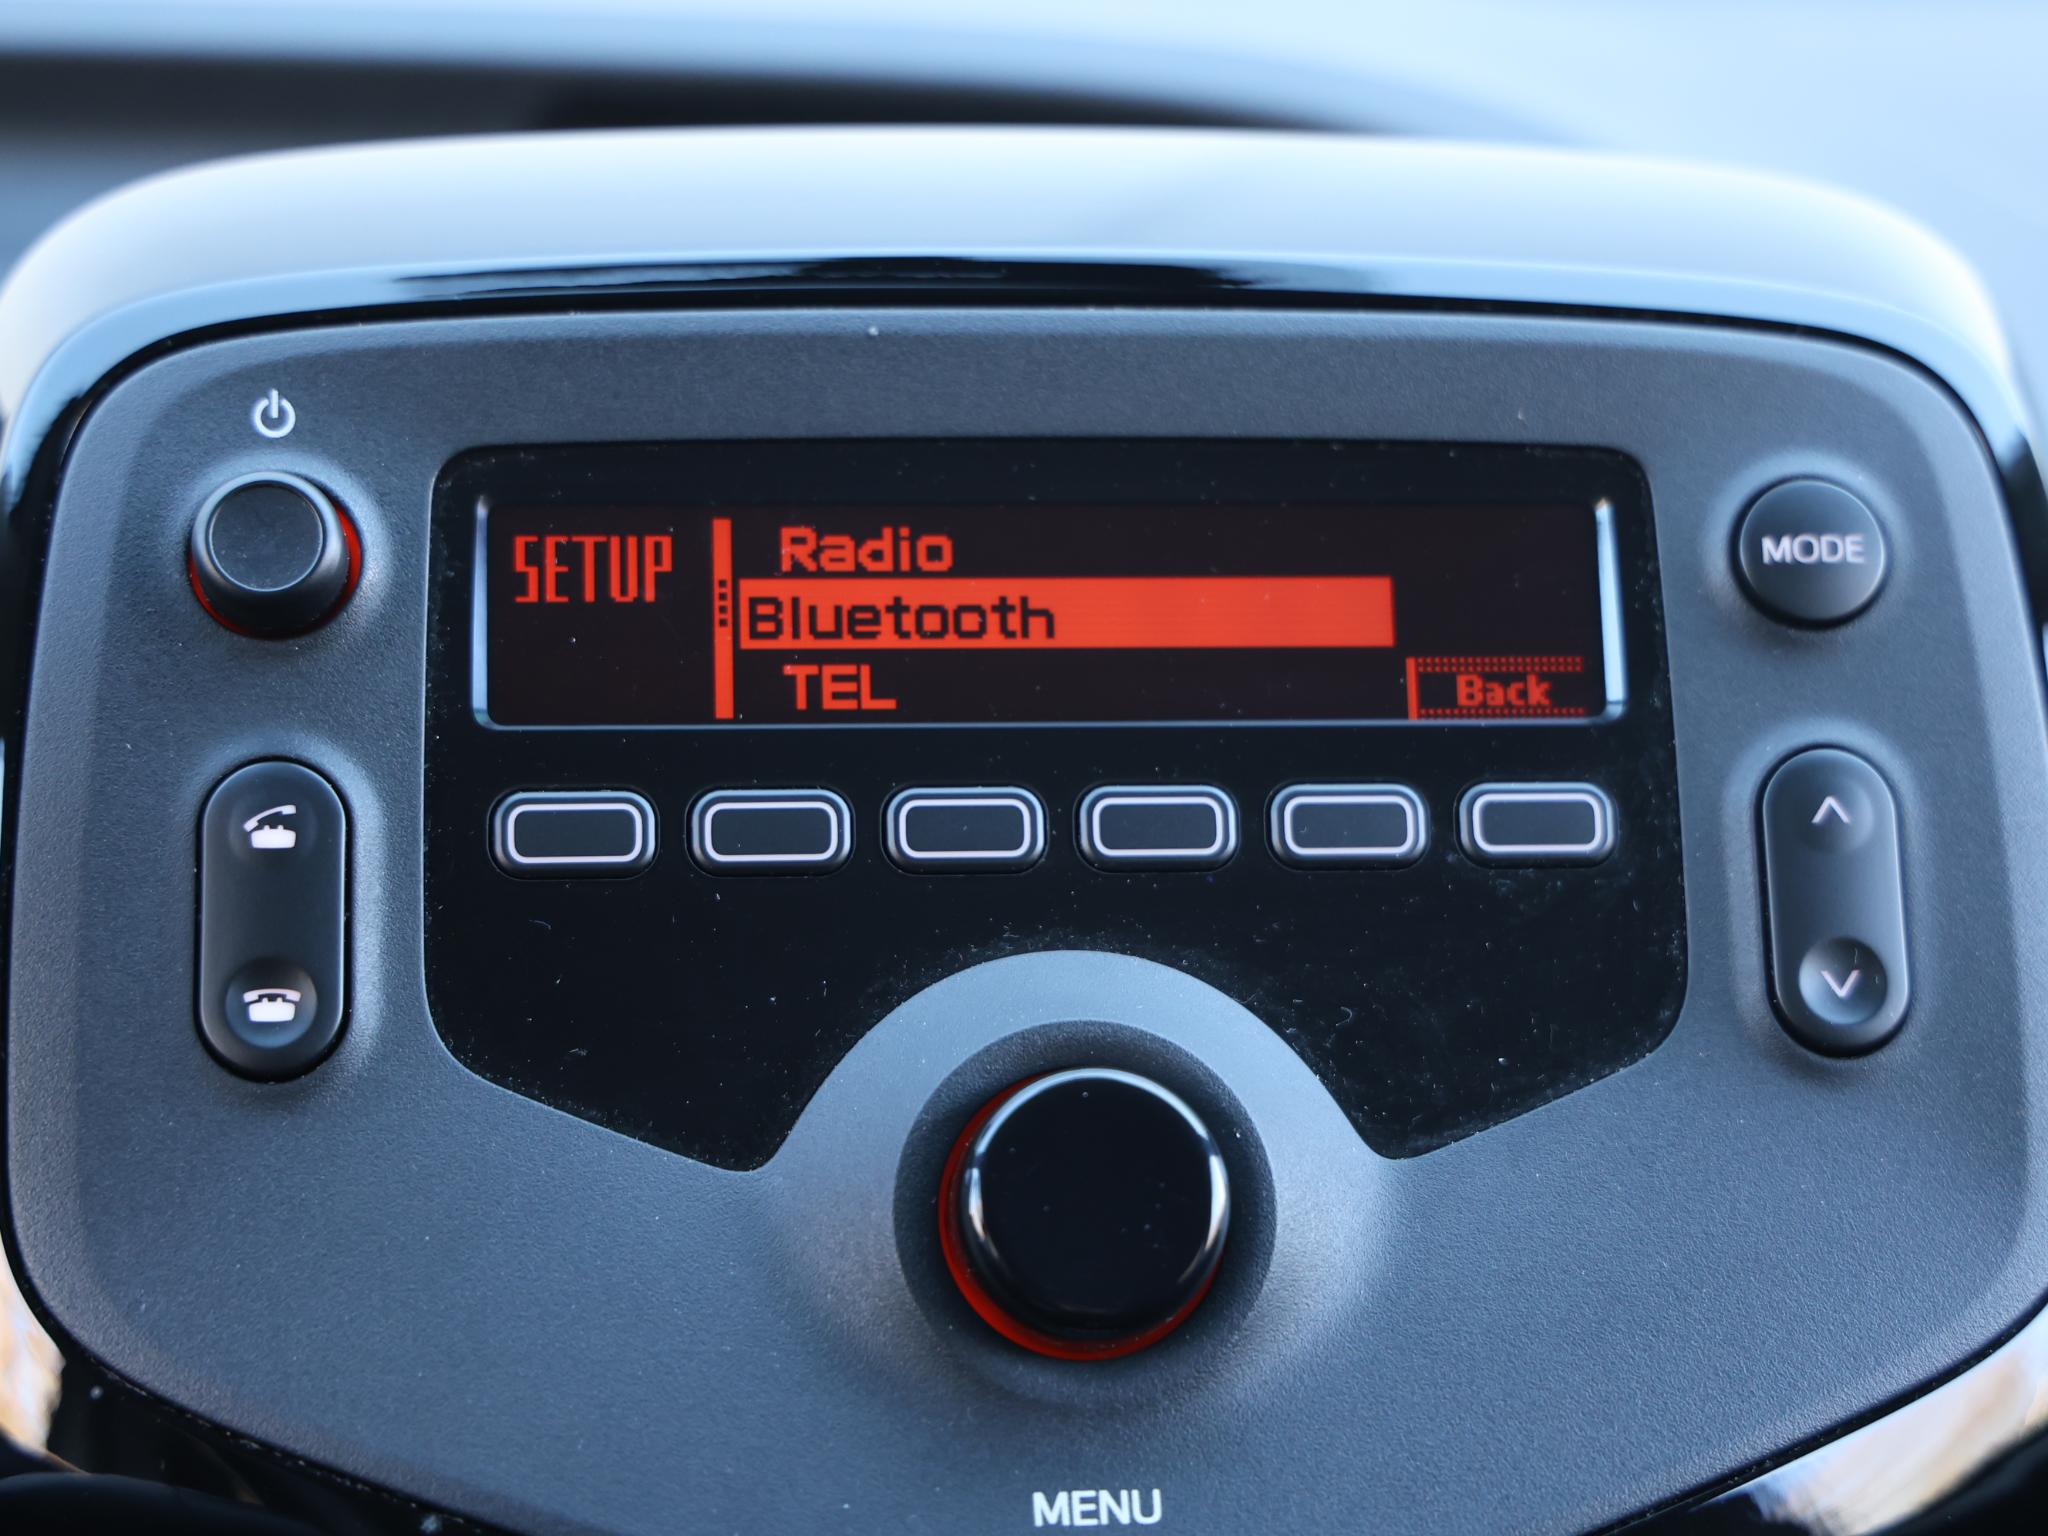 SETUP
Radio
Bluetooth
TEL
Back
MODE
MENU